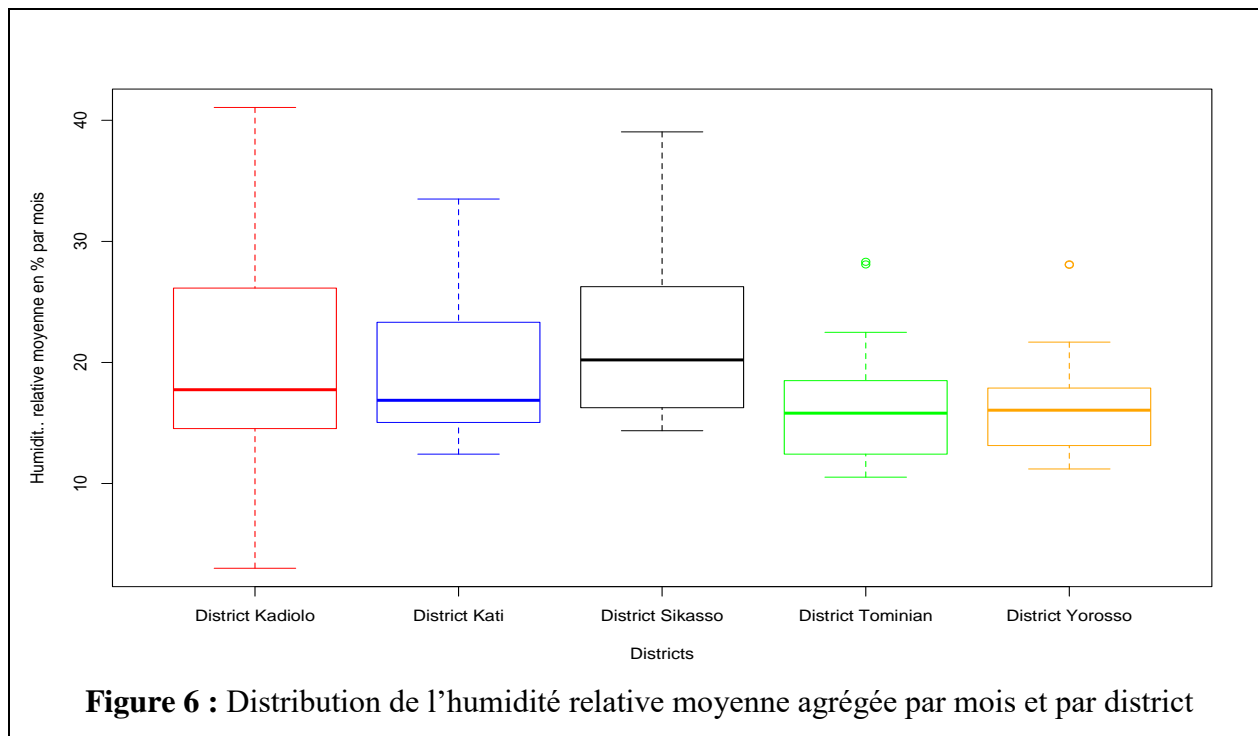 Humidit.. relative moyenne en % par mois
40
30
20
10
District Kadiolo District Kati District Sikasso District Tominian District Yorosso
Districts
Figure 6 : Distribution de l’humidité relative moyenne agrégée par mois et par district